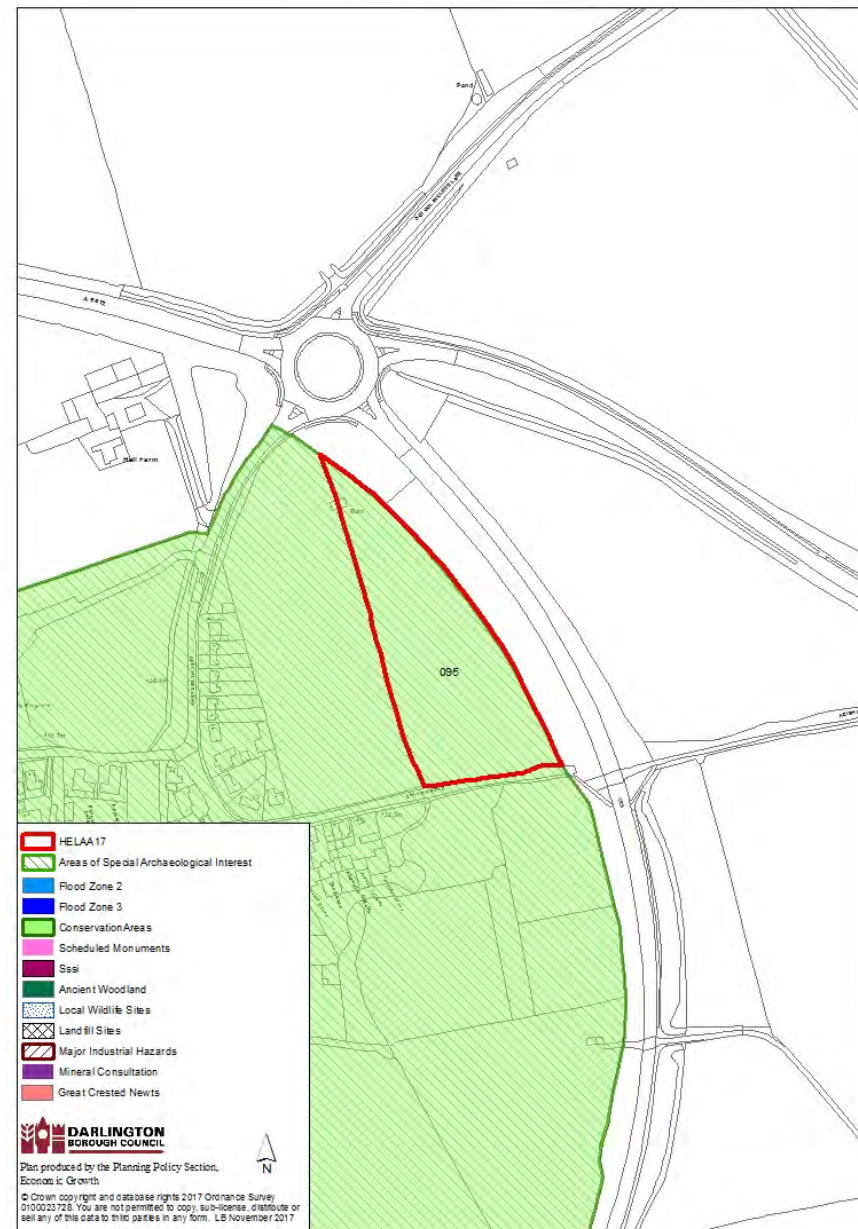 Pond
Hall Farm
095
HELAA17
Areas of Special Archaeological Interest
Flood Zone 2
Flood Zone 3
Conservation Areas
Scheduled Monuments
Sssi
Ancient Woodland
Local Wildlife Sites
Landfill Sites
Major Industrial Hazards
Mineral Consultation
Great Crested Newts
DARLINGTON
BOROUGH COUNCIL
N
Plan produced by the Planning Policy Section,
Economic Growth
© Crown copyright and database rights 2017 Ordnance Survey
0100023728. You are not permitted to copy, sub-license, distribute or
sell any of this data to third parties in any form. LB November 2017